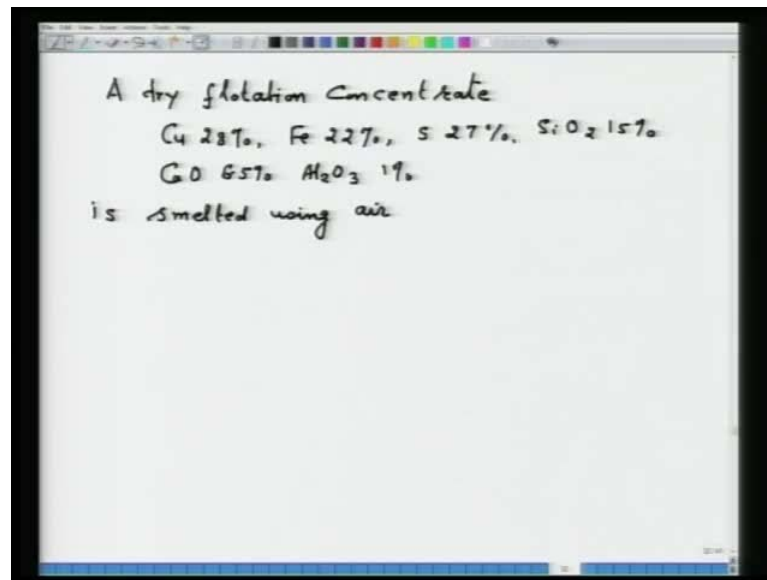 A dry flotation Concentrate
Cu 28%, Fe 22%, S 27%, SiO2 15%
CaO 6.5% Al2O3 1%
is smelted using air